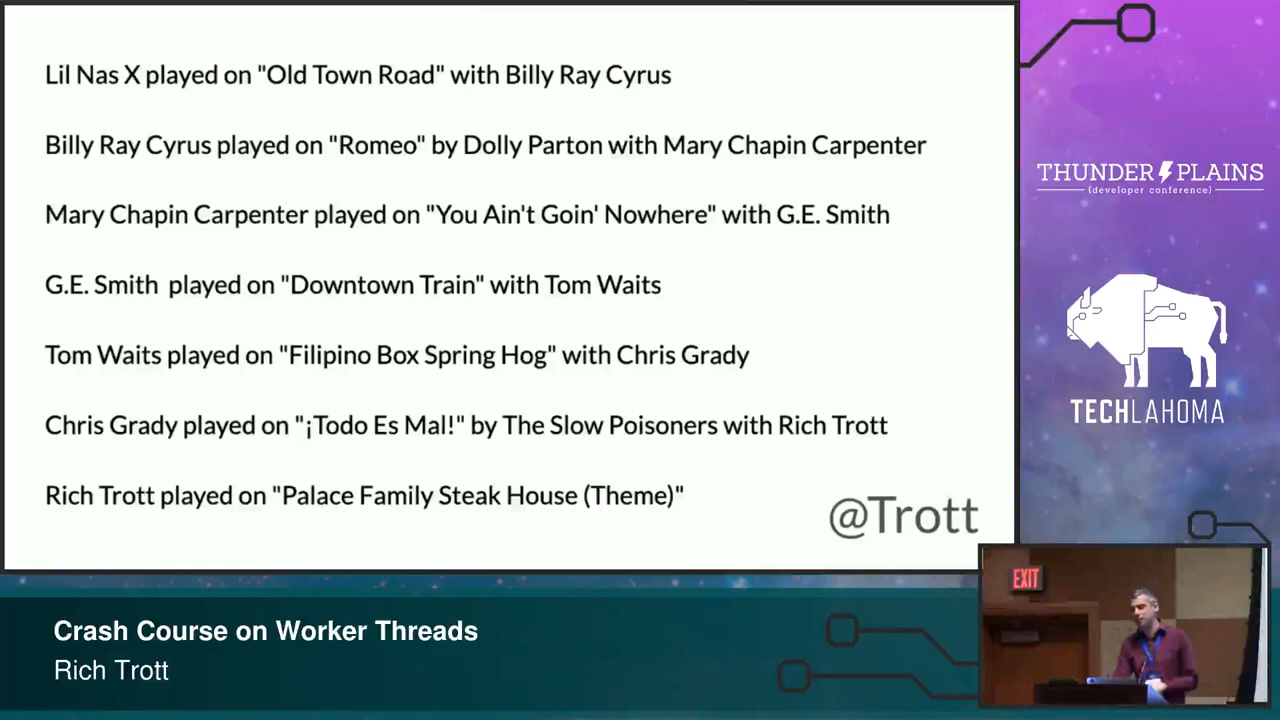 Lil Nas X played on "Old Town Road" with Billy Ray Cyrus
Billy Ray Cyrus played on "Romeo" by Dolly Parton with Mary Chapin Carpenter
Mary Chapin Carpenter played on "You Ain't Goin' Nowhere" with G.E. Smith
G.E. Smith  played on "Downtown Train" with Tom Waits
Tom Waits played on "Filipino Box Spring Hog" with Chris Grady
Chris Grady played on "¡Todo Es Mal!" by The Slow Poisoners with Rich Trott
Rich Trott played on "Palace Family Steak House (Theme)"
@Trott
THUNDER PLAINS
{developer conference}
TECHLAHOMA
EXIT
Crash Course on Worker Threads
Rich Trott